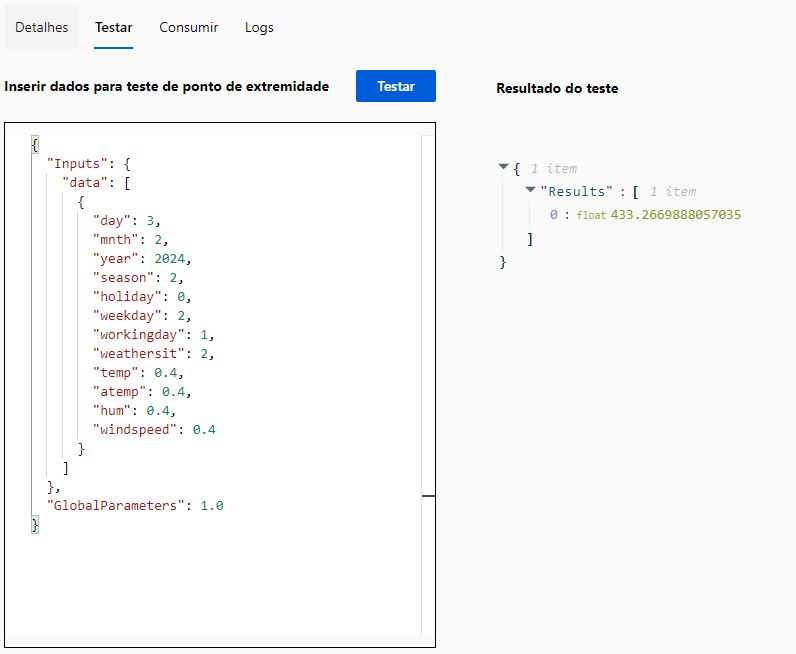 Detalhes Testar Consumir Logs
Inserir dados para teste de ponto de extremidade Testar
{
"Inputs": {
"data": [
{
"day": 3,
"mnth": 2,
"year": 2024,
"season": 2,
"holiday": 0,
"weekday": 2,
"workingday": 1,
"weathersit": 2,
"temp": 0.4,
"atemp": 0.4,
"hum": 0.4,
"windspeed": 0.4
}
]
},
"GlobalParameters": 1.0
}
Resultado do teste
{ 1 item
"Results" : [ 1 item
0 : float 433.2669888057035
]
}